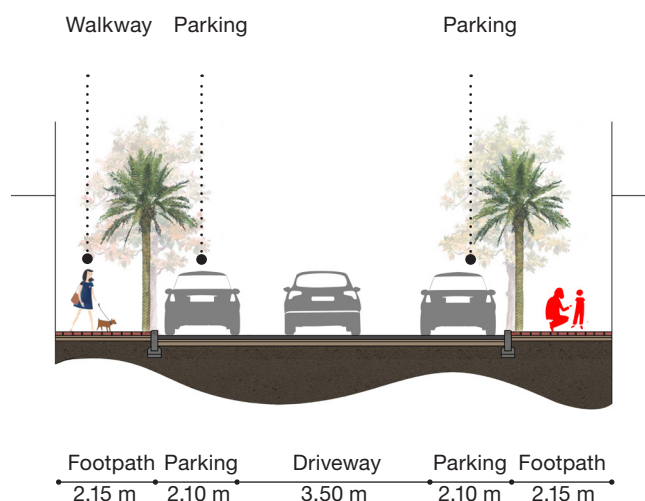 Walkway Parking Parking
Footpath Parking Driveway Parking Footpath
2.15 m 2.10 m 3.50 m 2.10 m 2.15 m